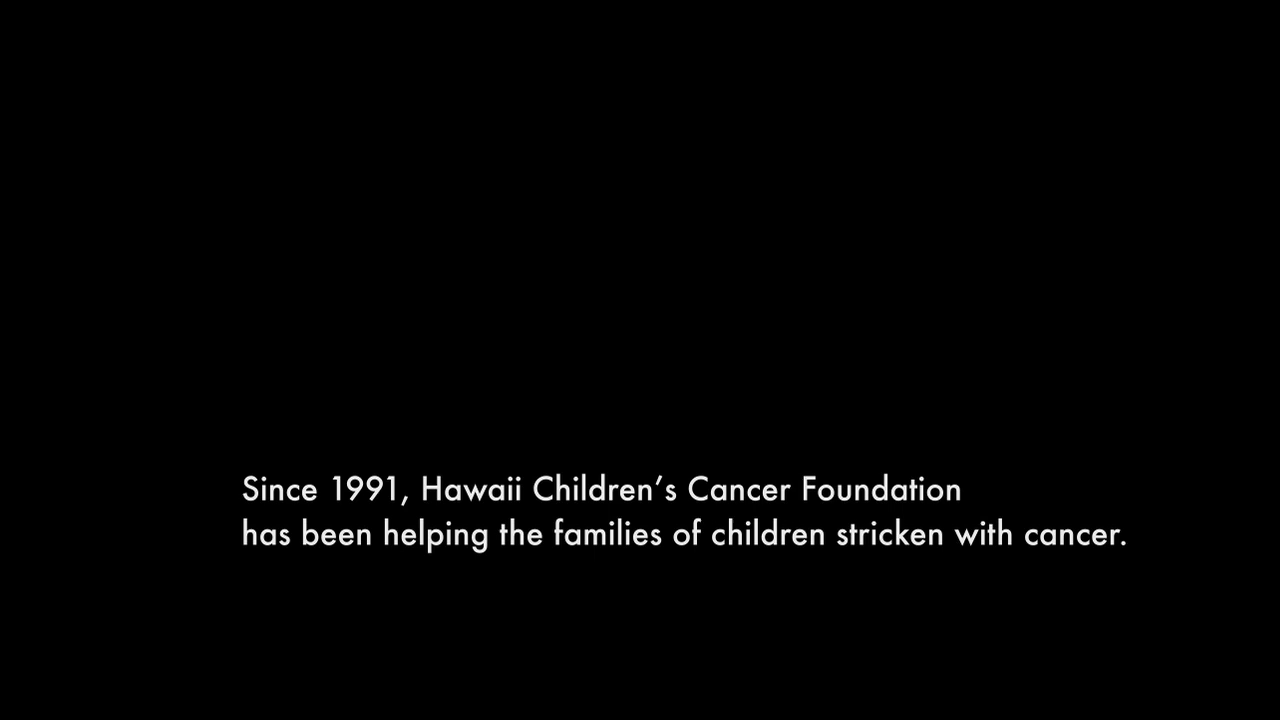 Since 1991, Hawaii Children’s Cancer Foundation
has been helping the families of children stricken with cancer.